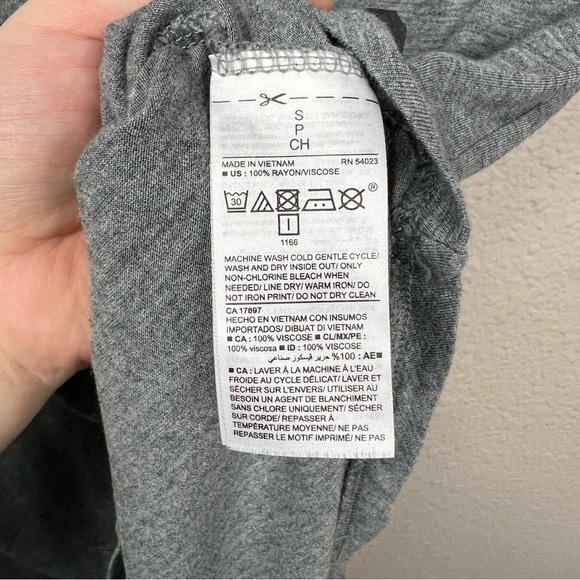 S
P
CH
MADE IN VIETNAM RN 54023
■ US : 100% RAYON/VISCOSE
30 ®
I
1166
MACHINE WASH COLD GENTLE CYCLE/
WASH AND DRY INSIDE OUT/ ONLY
NON-CHLORINE BLEACH WHEN
NEEDED/ LINE DRY/ WARM IRON/ DO
NOT IRON PRINT/ DO NOT DRY CLEAN
CA 17897
HECHO EN VIETNAM CON INSUMOS
IMPORTADOS/ DIBUAT DI VIETNAM
■ CA : 100% VISCOSE ■ CL/MX/PE :
100% viscosa ■ ID : 100% VISCOSE
■ AE: 100% حرير ڤيسكوز صناعي
■ CA : LAVER À LA MACHINE À L'EAU
FROIDE AU CYCLE DÉLICAT/ LAVER ET
SÉCHER SUR L'ENVERS/ UTILISER AU
BESOIN UN AGENT DE BLANCHIMENT
SANS CHLORE UNIQUEMENT/ SÉCHER
SUR CORDE/ REPASSER À
TEMPÉRATURE MOYENNE/ NE PAS
REPASSER LE MOTIF IMPRIMÉ/ NE PAS